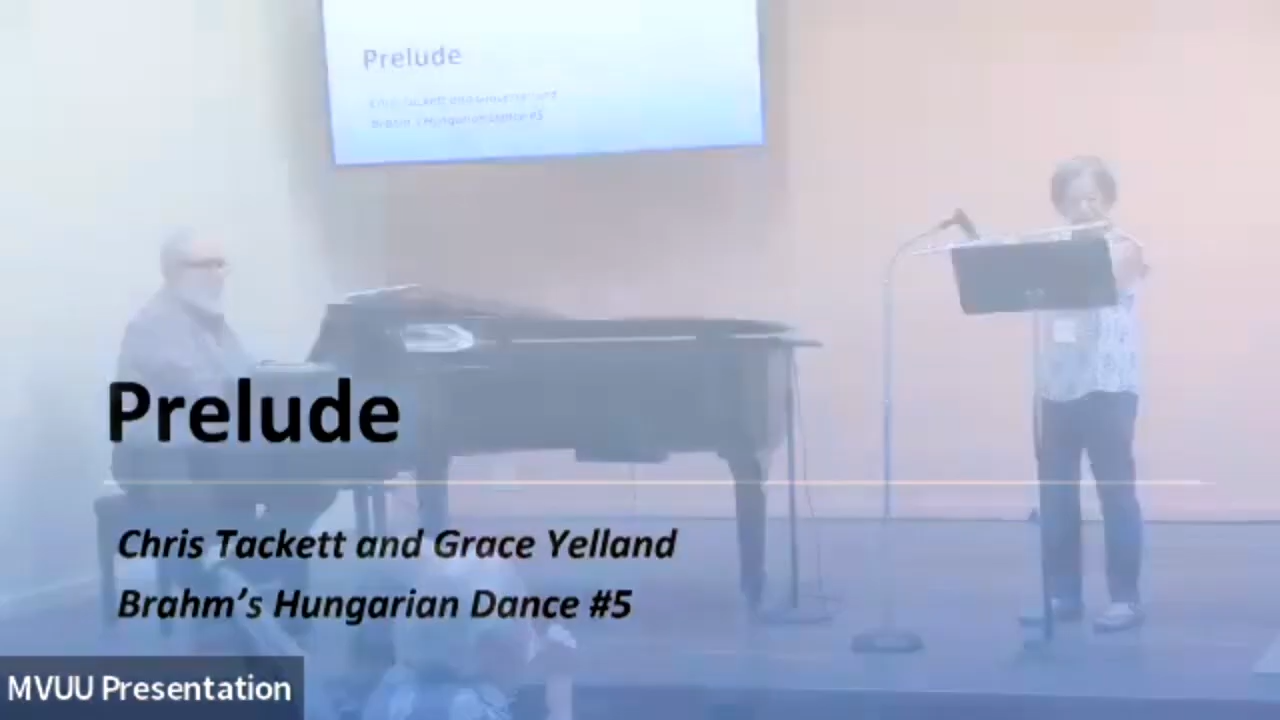 Prelude
Prelude
Chris Tackett and Grace Yelland
Brahm's Hungarian Dance #5
MVUU Presentation